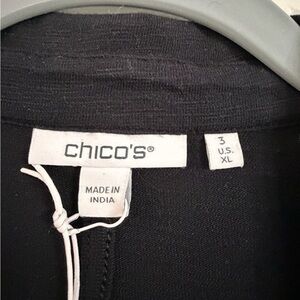 chico's®
3
U.S.
XL
MADE IN
INDIA